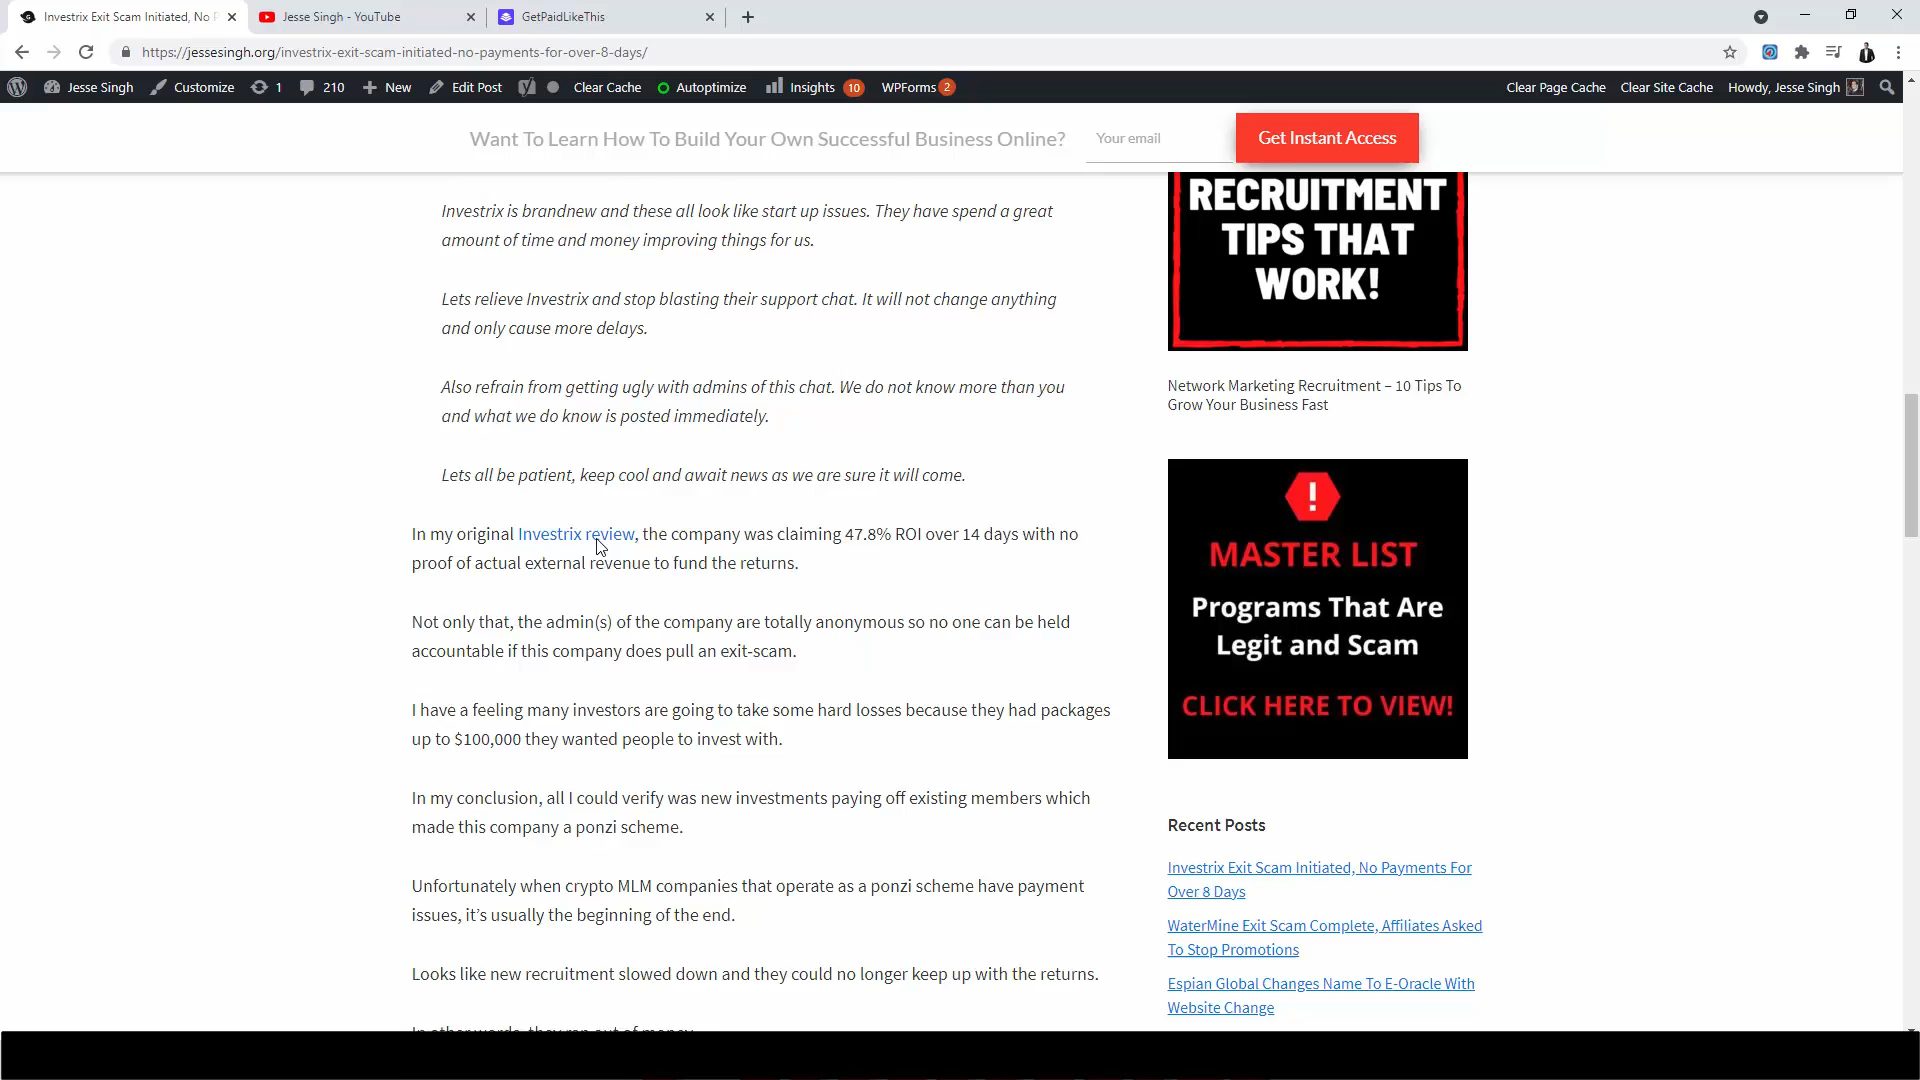 Investrix Exit Scam Initiated, No P
Jesse Singh - YouTube
GetPaidLikeThis
https://jessesingh.org/investrix-exit-scam-initiated-no-payments-for-over-8-days/
Jesse Singh
Customize
1
210
New
Edit Post
Clear Cache
Autoptimize
Insights 10
WPForms 2
Clear Page Cache
Clear Site Cache
Howdy, Jesse Singh
Want To Learn How To Build Your Own Successful Business Online?
Your email
Get Instant Access
Investrix is brandnew and these all look like start up issues. They have spend a great
amount of time and money improving things for us.
Lets relieve Investrix and stop blasting their support chat. It will not change anything
and only cause more delays.
Also refrain from getting ugly with admins of this chat. We do not know more than you
and what we do know is posted immediately.
Lets all be patient, keep cool and await news as we are sure it will come.
In my original Investrix review, the company was claiming 47.8% ROI over 14 days with no
proof of actual external revenue to fund the returns.
Not only that, the admin(s) of the company are totally anonymous so no one can be held
accountable if this company does pull an exit-scam.
I have a feeling many investors are going to take some hard losses because they had packages
up to $100,000 they wanted people to invest with.
In my conclusion, all I could verify was new investments paying off existing members which
made this company a ponzi scheme.
Unfortunately when crypto MLM companies that operate as a ponzi scheme have payment
issues, it's usually the beginning of the end.
Looks like new recruitment slowed down and they could no longer keep up with the returns.
In other words, they ran out of money.
RECRUITMENT
TIPS THAT
WORK!
Network Marketing Recruitment – 10 Tips To
Grow Your Business Fast
!
MASTER LIST
Programs That Are
Legit and Scam
CLICK HERE TO VIEW!
Recent Posts
Investrix Exit Scam Initiated, No Payments For
Over 8 Days
WaterMine Exit Scam Complete, Affiliates Asked
To Stop Promotions
Espian Global Changes Name To E-Oracle With
Website Change